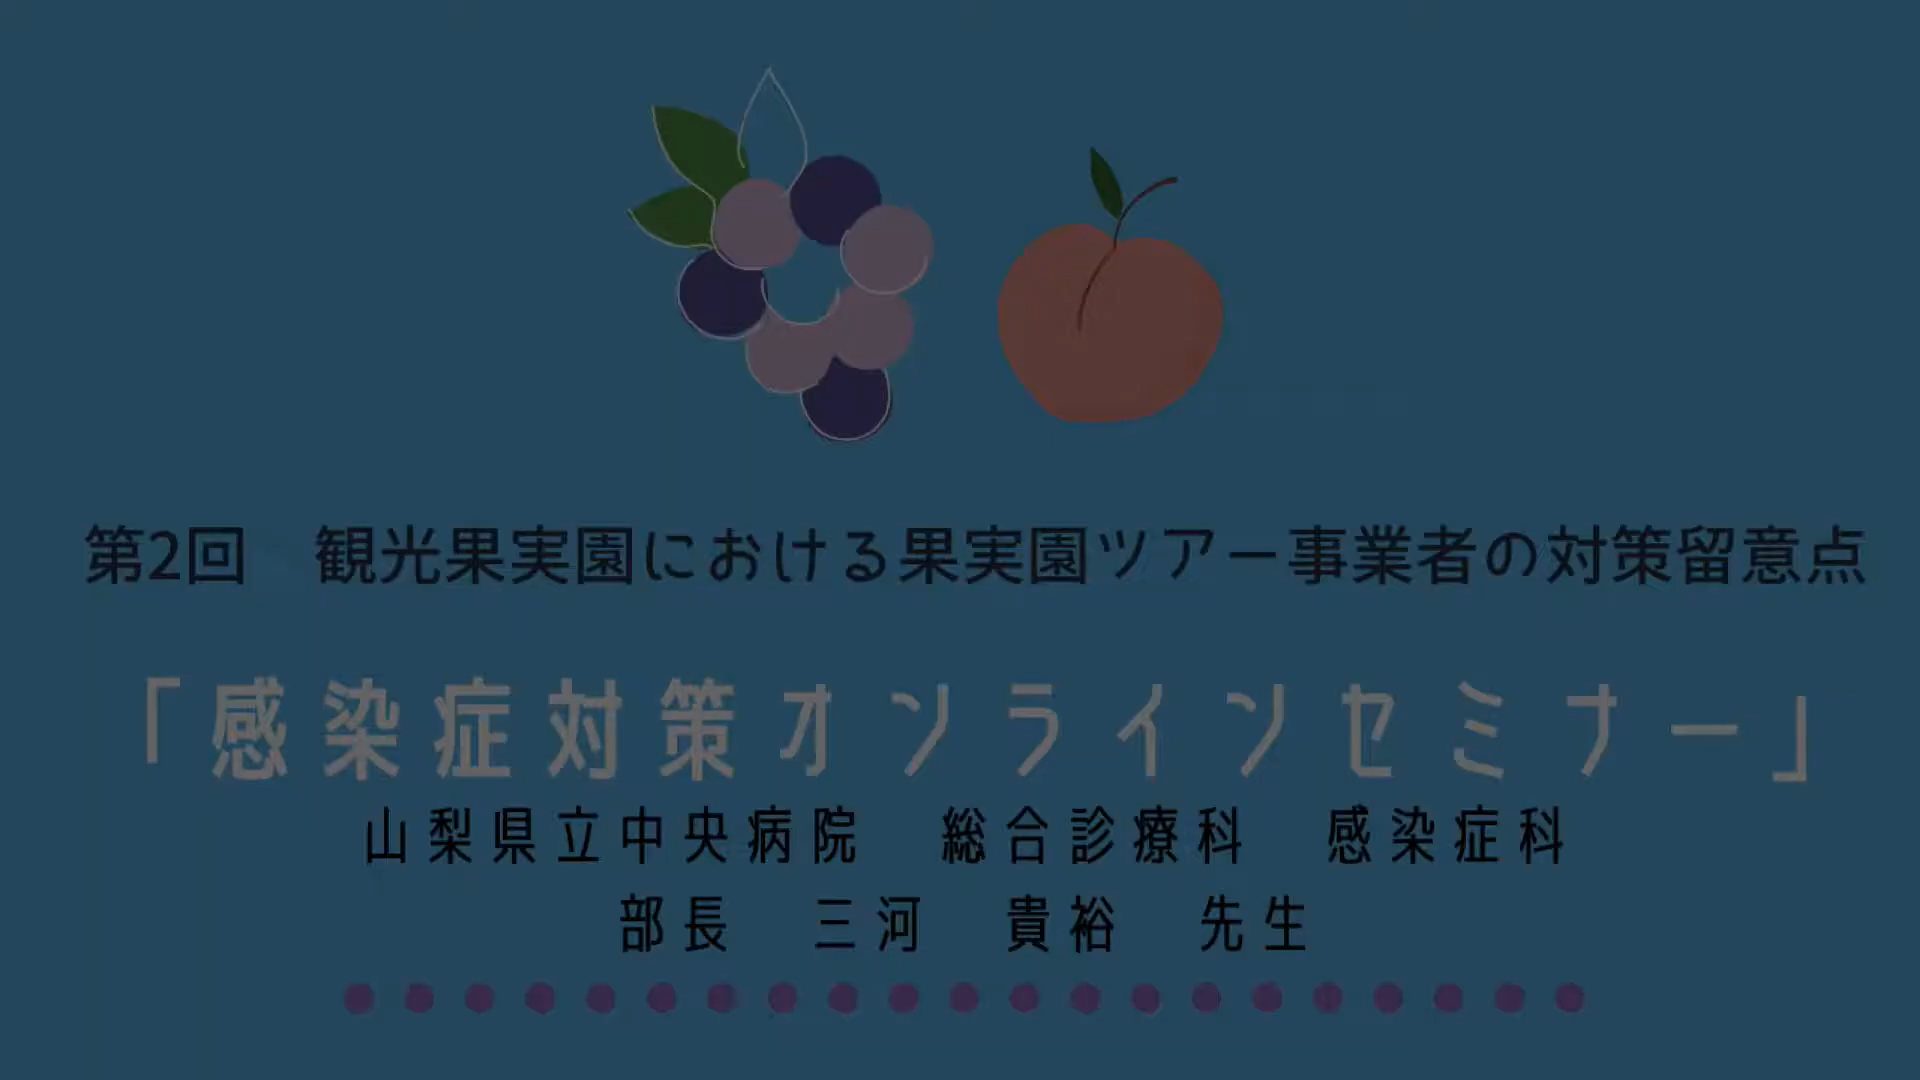 第2回　観光果実園における果実園ツアー事業者の対策留意点
「感染症対策オンラインセミナー」
山梨県立中央病院　総合診療科　感染症科
部長　三河　貴裕　先生